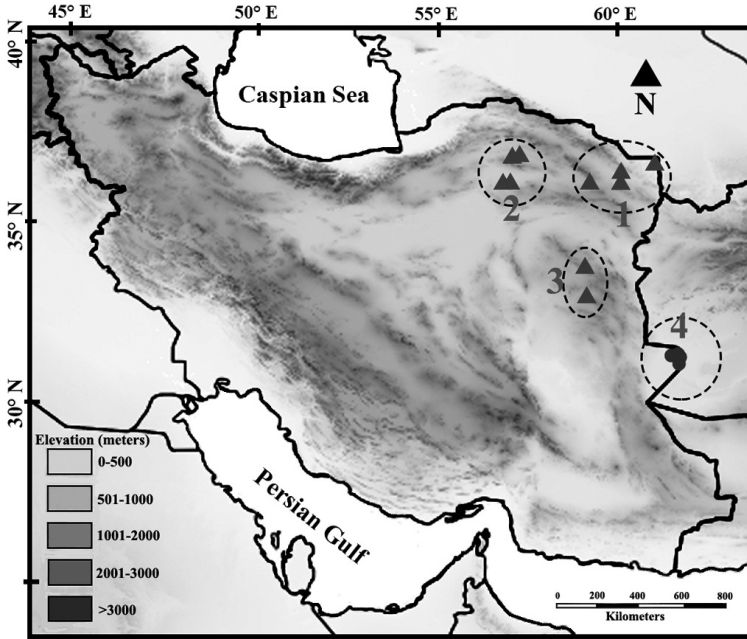 45° E
50° E
55° E
60° E
40° N
35° N
30° N
Caspian Sea
N
1
2
3
4
Persian Gulf
Elevation (meters)
0-500
501-1000
1001-2000
2001-3000
>3000
0 200 400 600 800
Kilometers